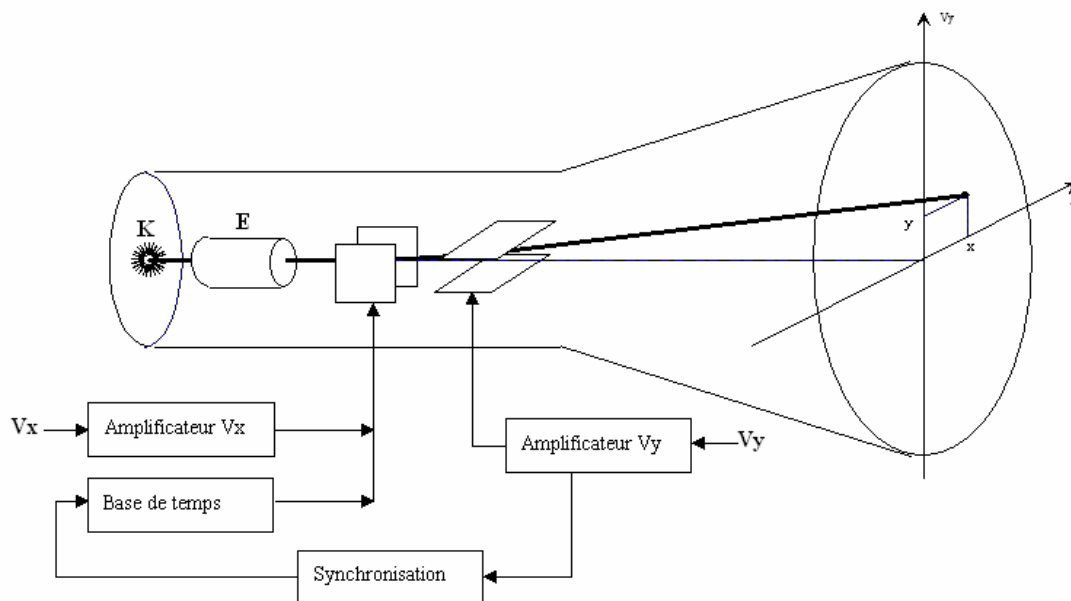 Vy
K
E
y
x
Vx
Amplificateur Vx
Amplificateur Vy
Vy
Base de temps
Synchronisation